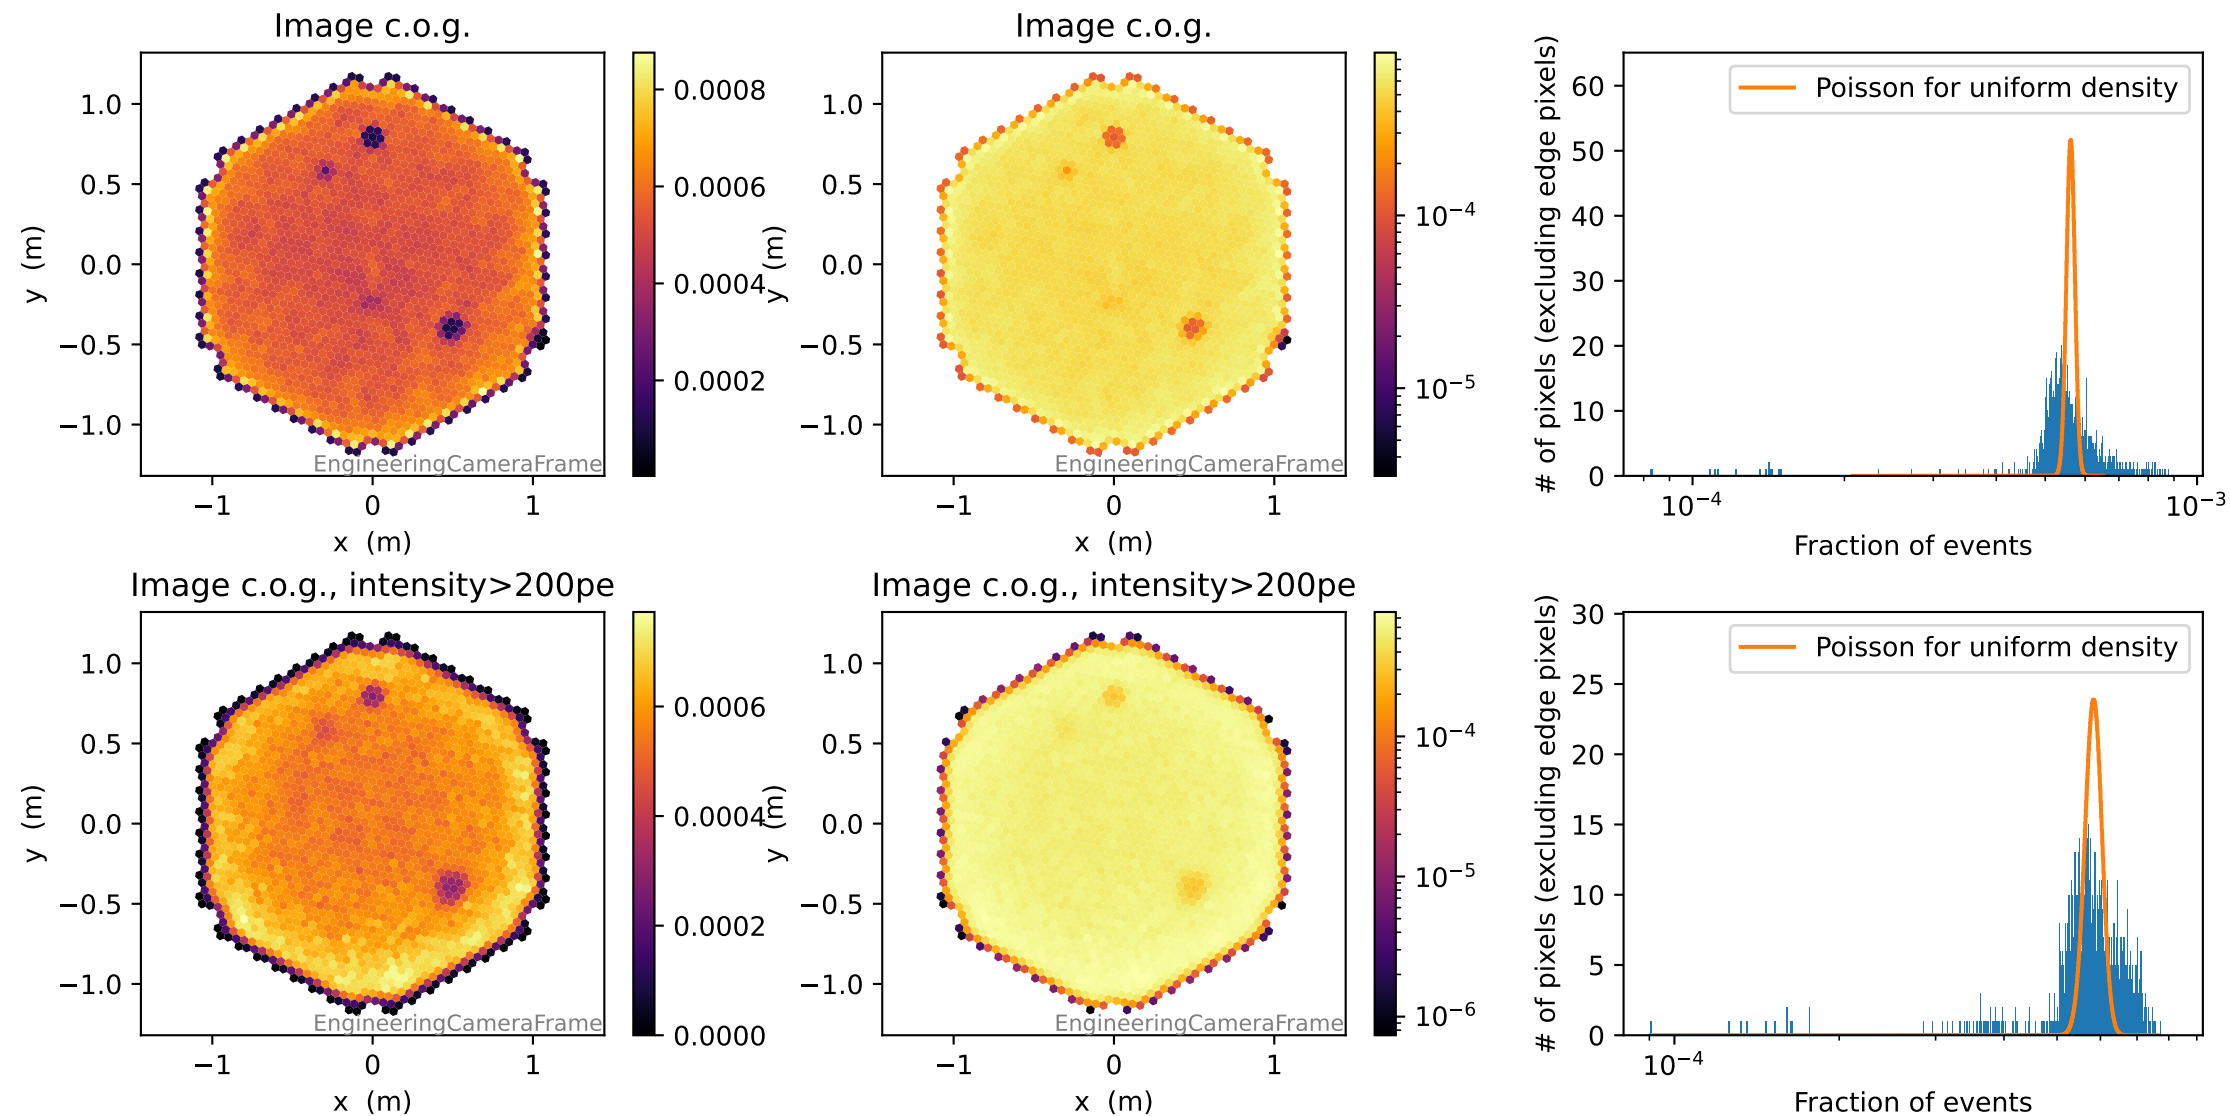 Image c.o.g.
y (m)
1.0
0.5
0.0
−0.5
−1.0
−1
0
1
x (m)
EngineeringCameraFrame
0.0008
0.0006
0.0004
0.0002
Image c.o.g.
y (m)
1.0
0.5
0.0
−0.5
−1.0
−1
0
1
x (m)
EngineeringCameraFrame
10⁻⁴
10⁻⁵
# of pixels (excluding edge pixels)
60
50
40
30
20
10
0
Poisson for uniform density
10⁻⁴
10⁻³
Fraction of events
Image c.o.g., intensity>200pe
y (m)
1.0
0.5
0.0
−0.5
−1.0
−1
0
1
x (m)
EngineeringCameraFrame
0.0006
0.0004
0.0002
0.0000
Image c.o.g., intensity>200pe
y (m)
1.0
0.5
0.0
−0.5
−1.0
−1
0
1
x (m)
EngineeringCameraFrame
10⁻⁴
10⁻⁵
10⁻⁶
# of pixels (excluding edge pixels)
30
25
20
15
10
5
0
Poisson for uniform density
10⁻⁴
Fraction of events